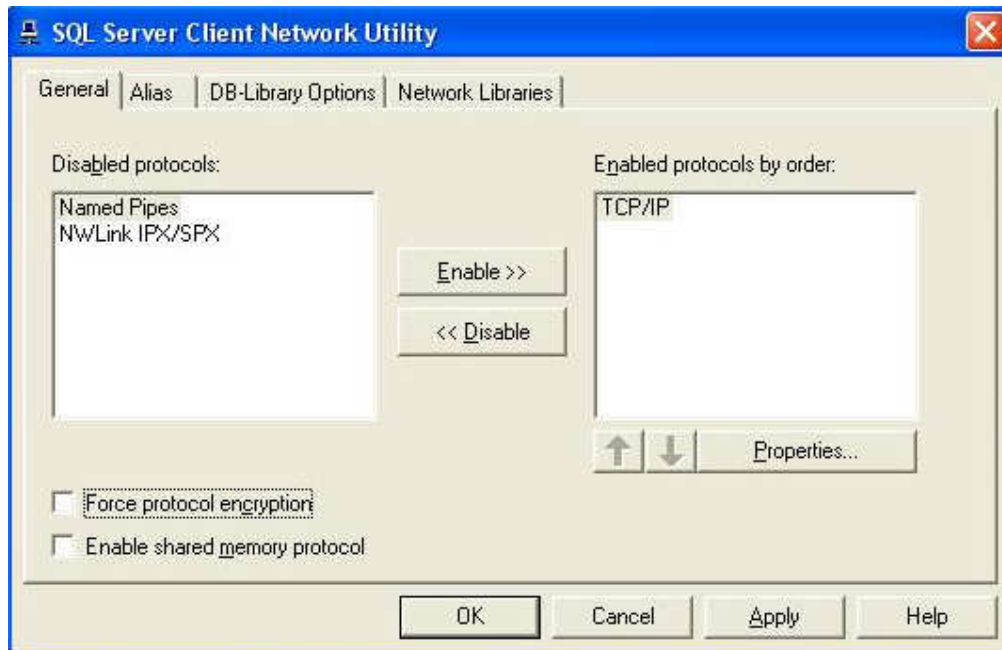 SQL Server Client Network Utility
General Alias DB-Library Options Network Libraries
Disabled protocols:
Named Pipes
NWLink IPX/SPX
Enable >>
<< Disable
Enabled protocols by order:
TCP/IP
Properties...
Force protocol encryption
Enable shared memory protocol
OK Cancel Apply Help